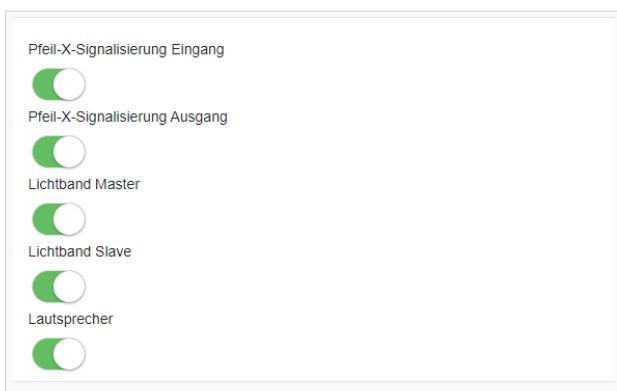 Pfeil-X-Signalisierung Eingang
Pfeil-X-Signalisierung Ausgang
Lichtband Master
Lichtband Slave
Lautsprecher